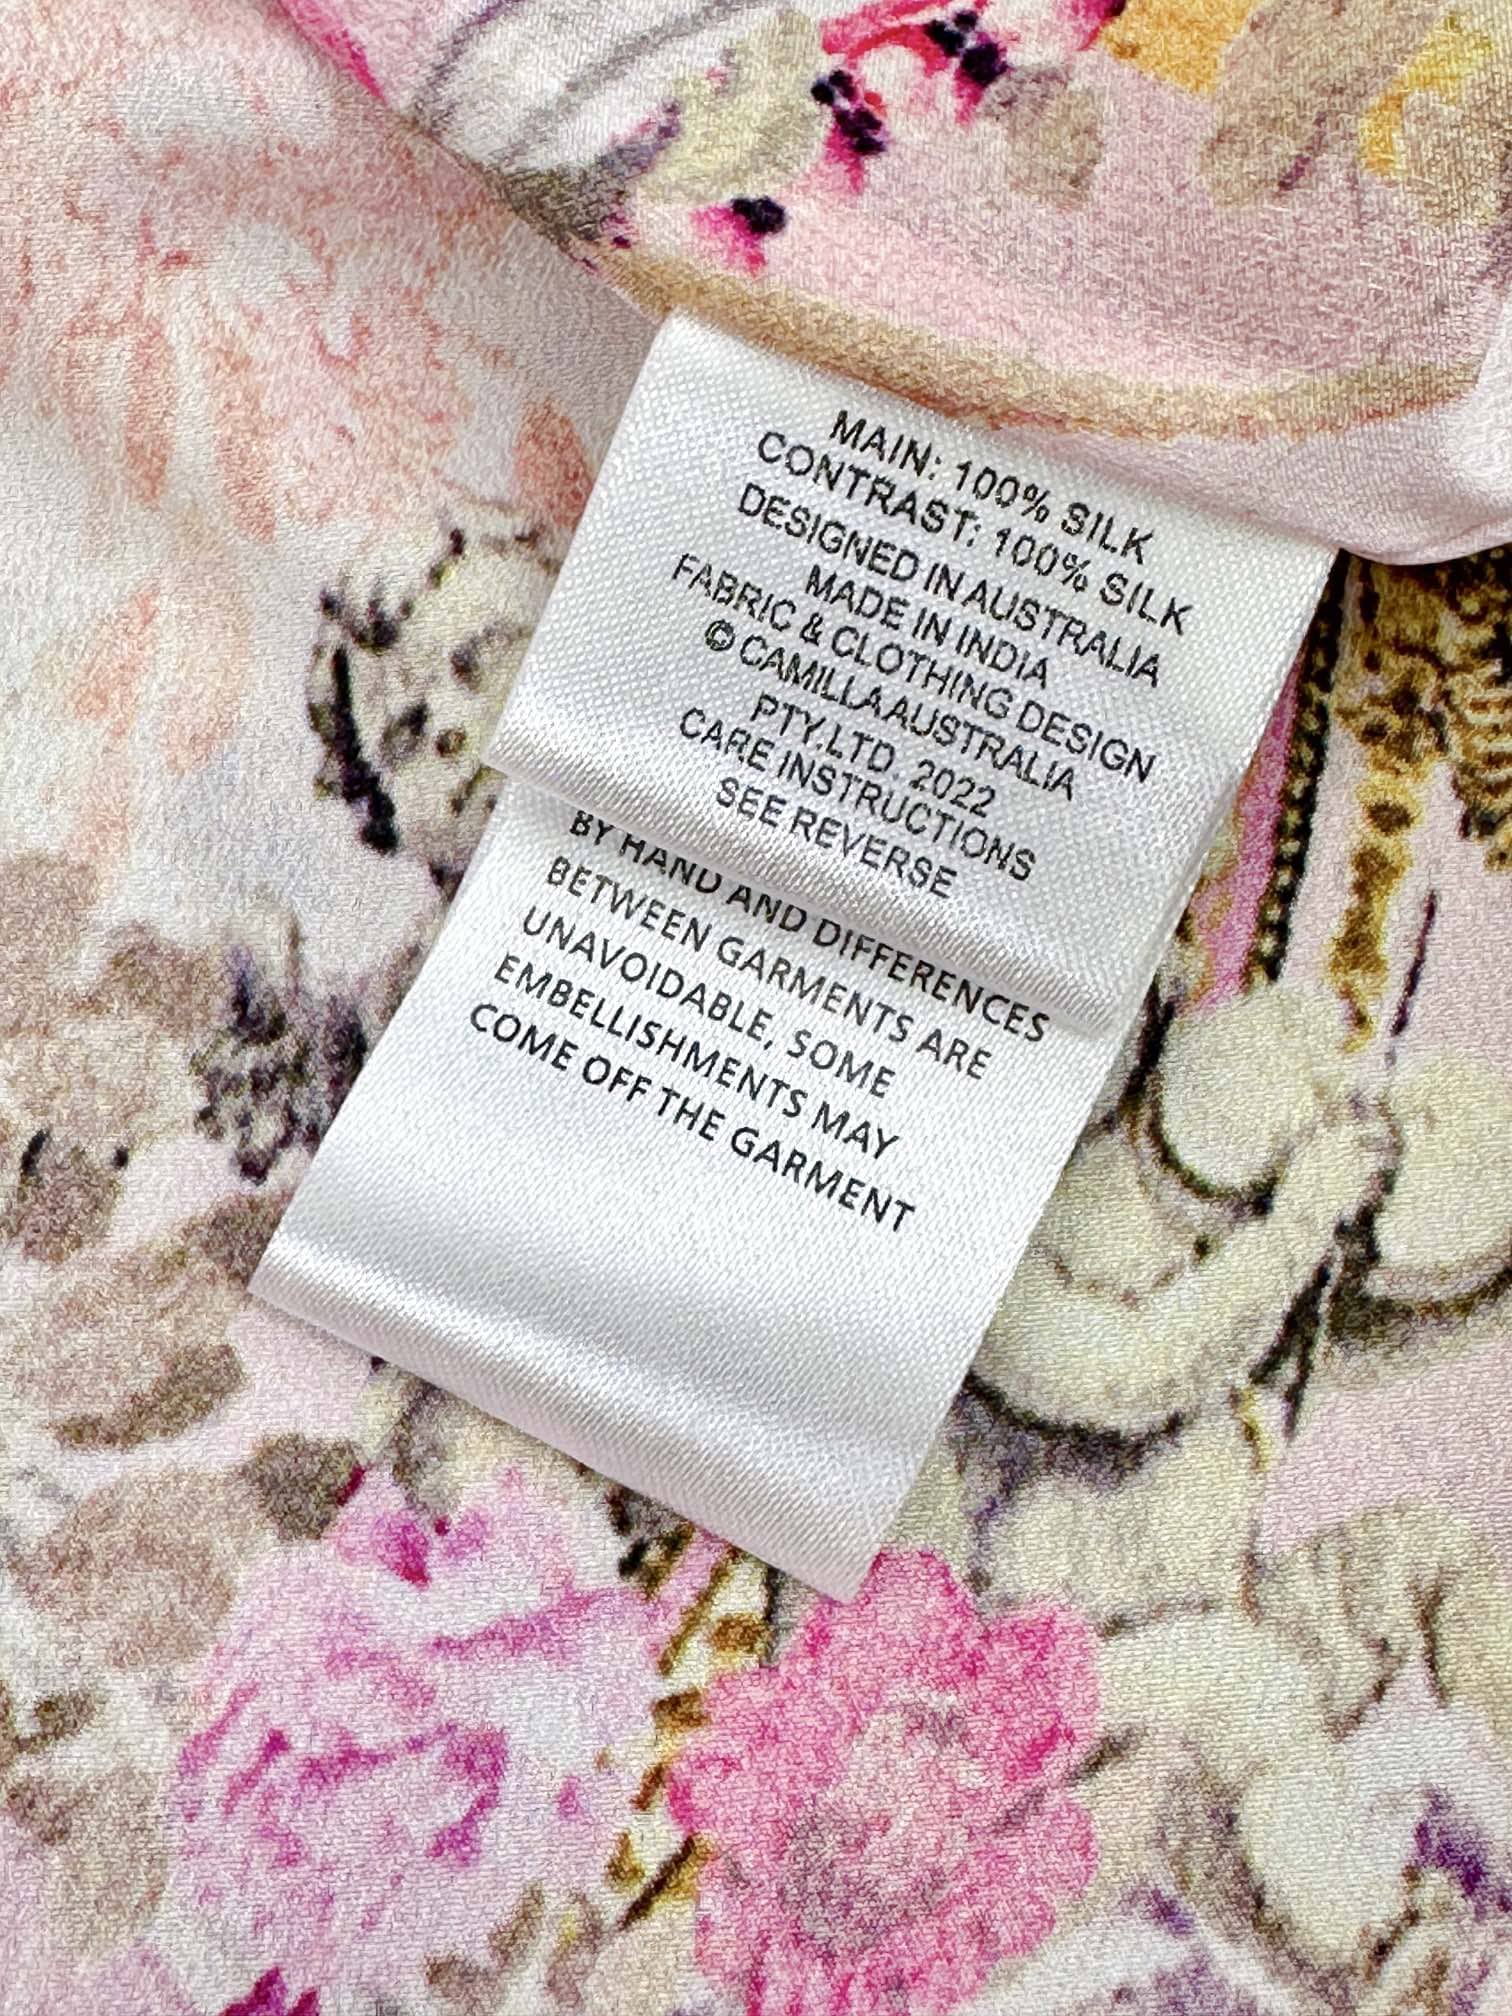 MAIN: 100% SILK
CONTRAST: 100% SILK
DESIGNED IN AUSTRALIA
MADE IN INDIA
FABRIC & CLOTHING DESIGN
© CAMILLA AUSTRALIA
PTY.LTD. 2022
CARE INSTRUCTIONS
SEE REVERSE
BY HAND AND DIFFERENCES
BETWEEN GARMENTS ARE
UNAVOIDABLE, SOME
EMBELLISHMENTS MAY
COME OFF THE GARMENT